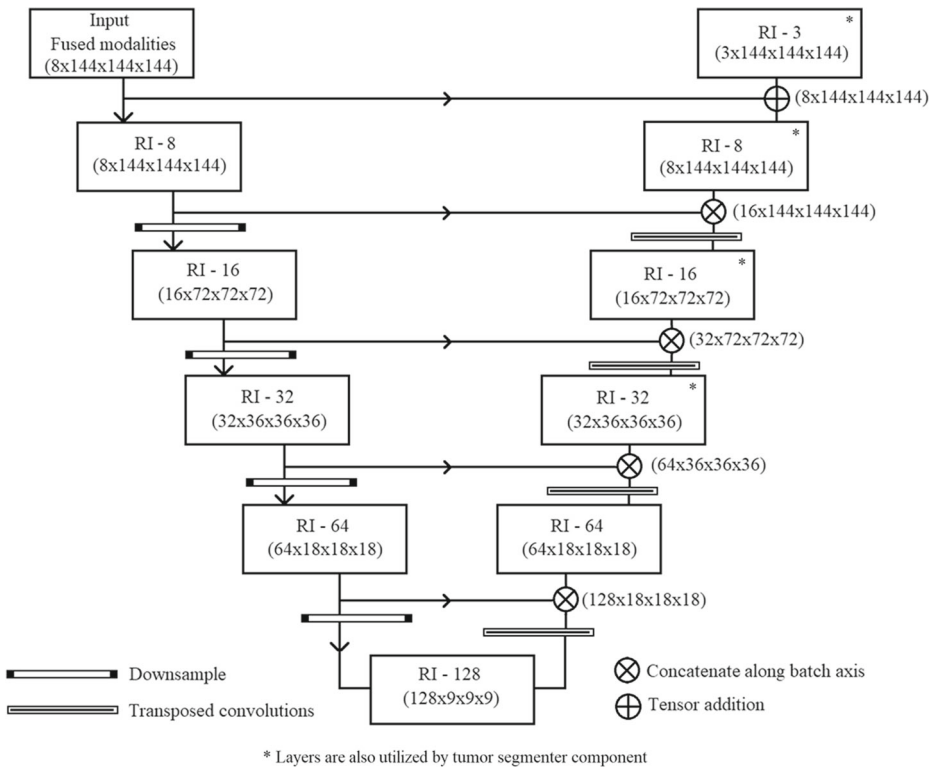 Input
Fused modalities
(8x144x144x144)
RI - 3
*
(3x144x144x144)
(8x144x144x144)
RI - 8
(8x144x144x144)
RI - 8
*
(8x144x144x144)
(16x144x144x144)
RI - 16
(16x72x72x72)
RI - 16
*
(16x72x72x72)
(32x72x72x72)
RI - 32
(32x36x36x36)
RI - 32
*
(32x36x36x36)
(64x36x36x36)
RI - 64
(64x18x18x18)
RI - 64
(64x18x18x18)
(128x18x18x18)
RI - 128
(128x9x9x9)
Downsample
Transposed convolutions
Concatenate along batch axis
Tensor addition
* Layers are also utilized by tumor segmenter component